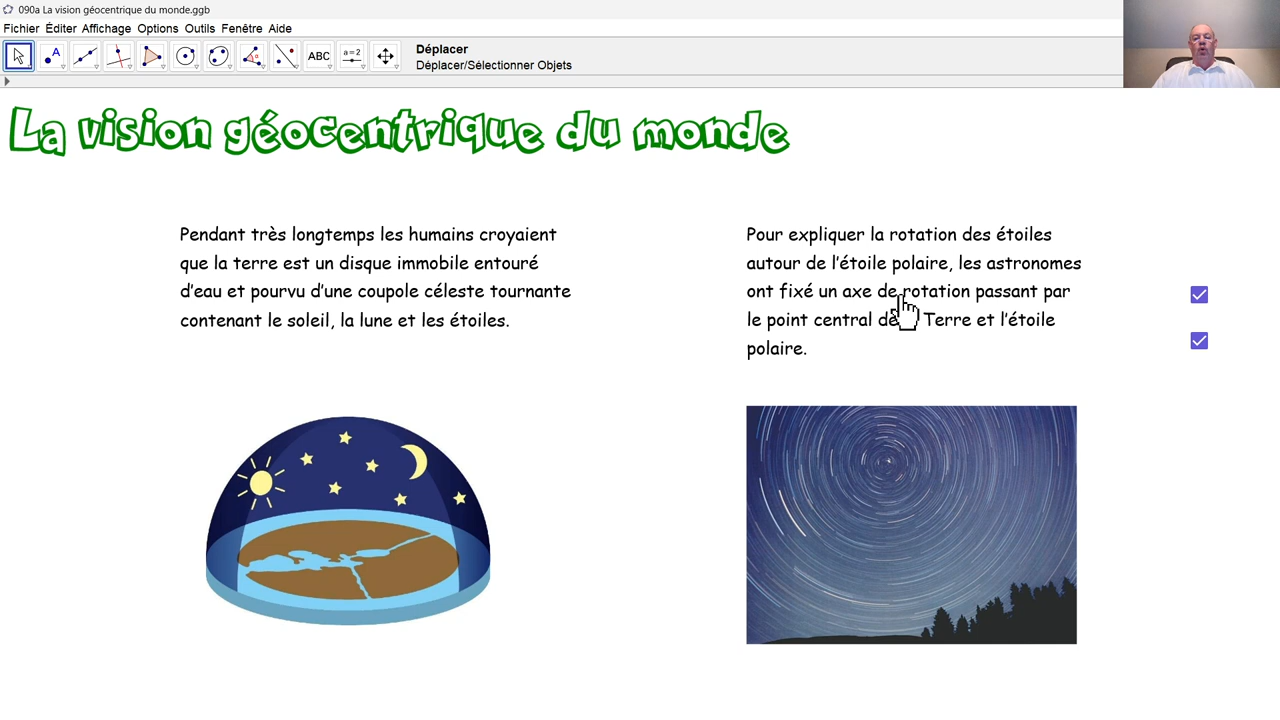 090a La vision géocentrique du monde.ggb
Fichier Éditer Affichage Options Outils Fenêtre Aide
A
ABC
a=2
Déplacer
Déplacer/Sélectionner Objets
La vision géocentrique du monde
Pendant très longtemps les humains croyaient
que la terre est un disque immobile entouré
d'eau et pourvu d'une coupole céleste tournante
contenant le soleil, la lune et les étoiles.
Pour expliquer la rotation des étoiles
autour de l'étoile polaire, les astronomes
ont fixé un axe de rotation passant par
le point central de Terre et l'étoile
polaire.